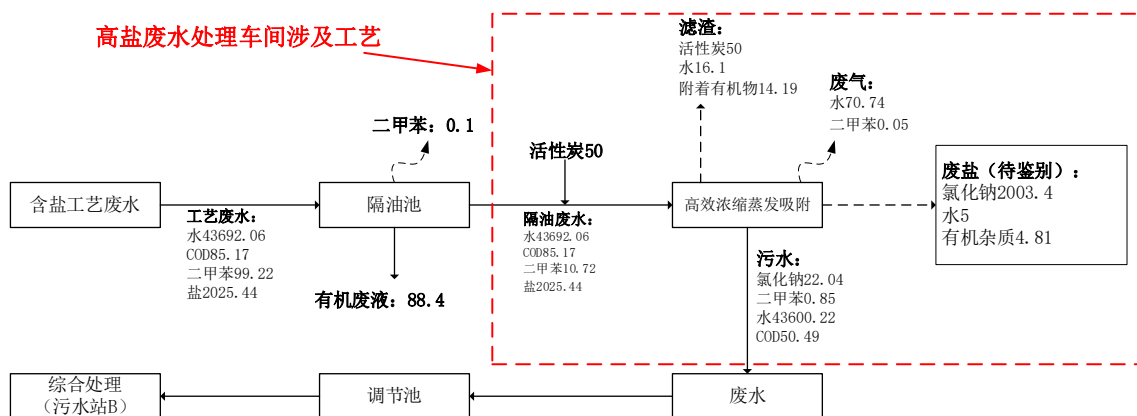 高盐废水处理车间涉及工艺
滤渣：
活性炭50
水16.1
附着有机物14.19
废气：
水70.74
二甲苯0.05
二甲苯：0.1
活性炭50
含盐工艺废水
隔油池
高效浓缩蒸发吸附
废盐（待鉴别）：
氯化钠2003.4
水5
有机杂质4.81
工艺废水：
水43692.06
COD85.17
二甲苯99.22
盐2025.44
隔油废水：
水43692.06
COD85.17
二甲苯10.72
盐2025.44
有机废液：88.4
污水：
氯化钠22.04
二甲苯0.85
水43600.22
COD50.49
综合处理
（污水站B）
调节池
废水